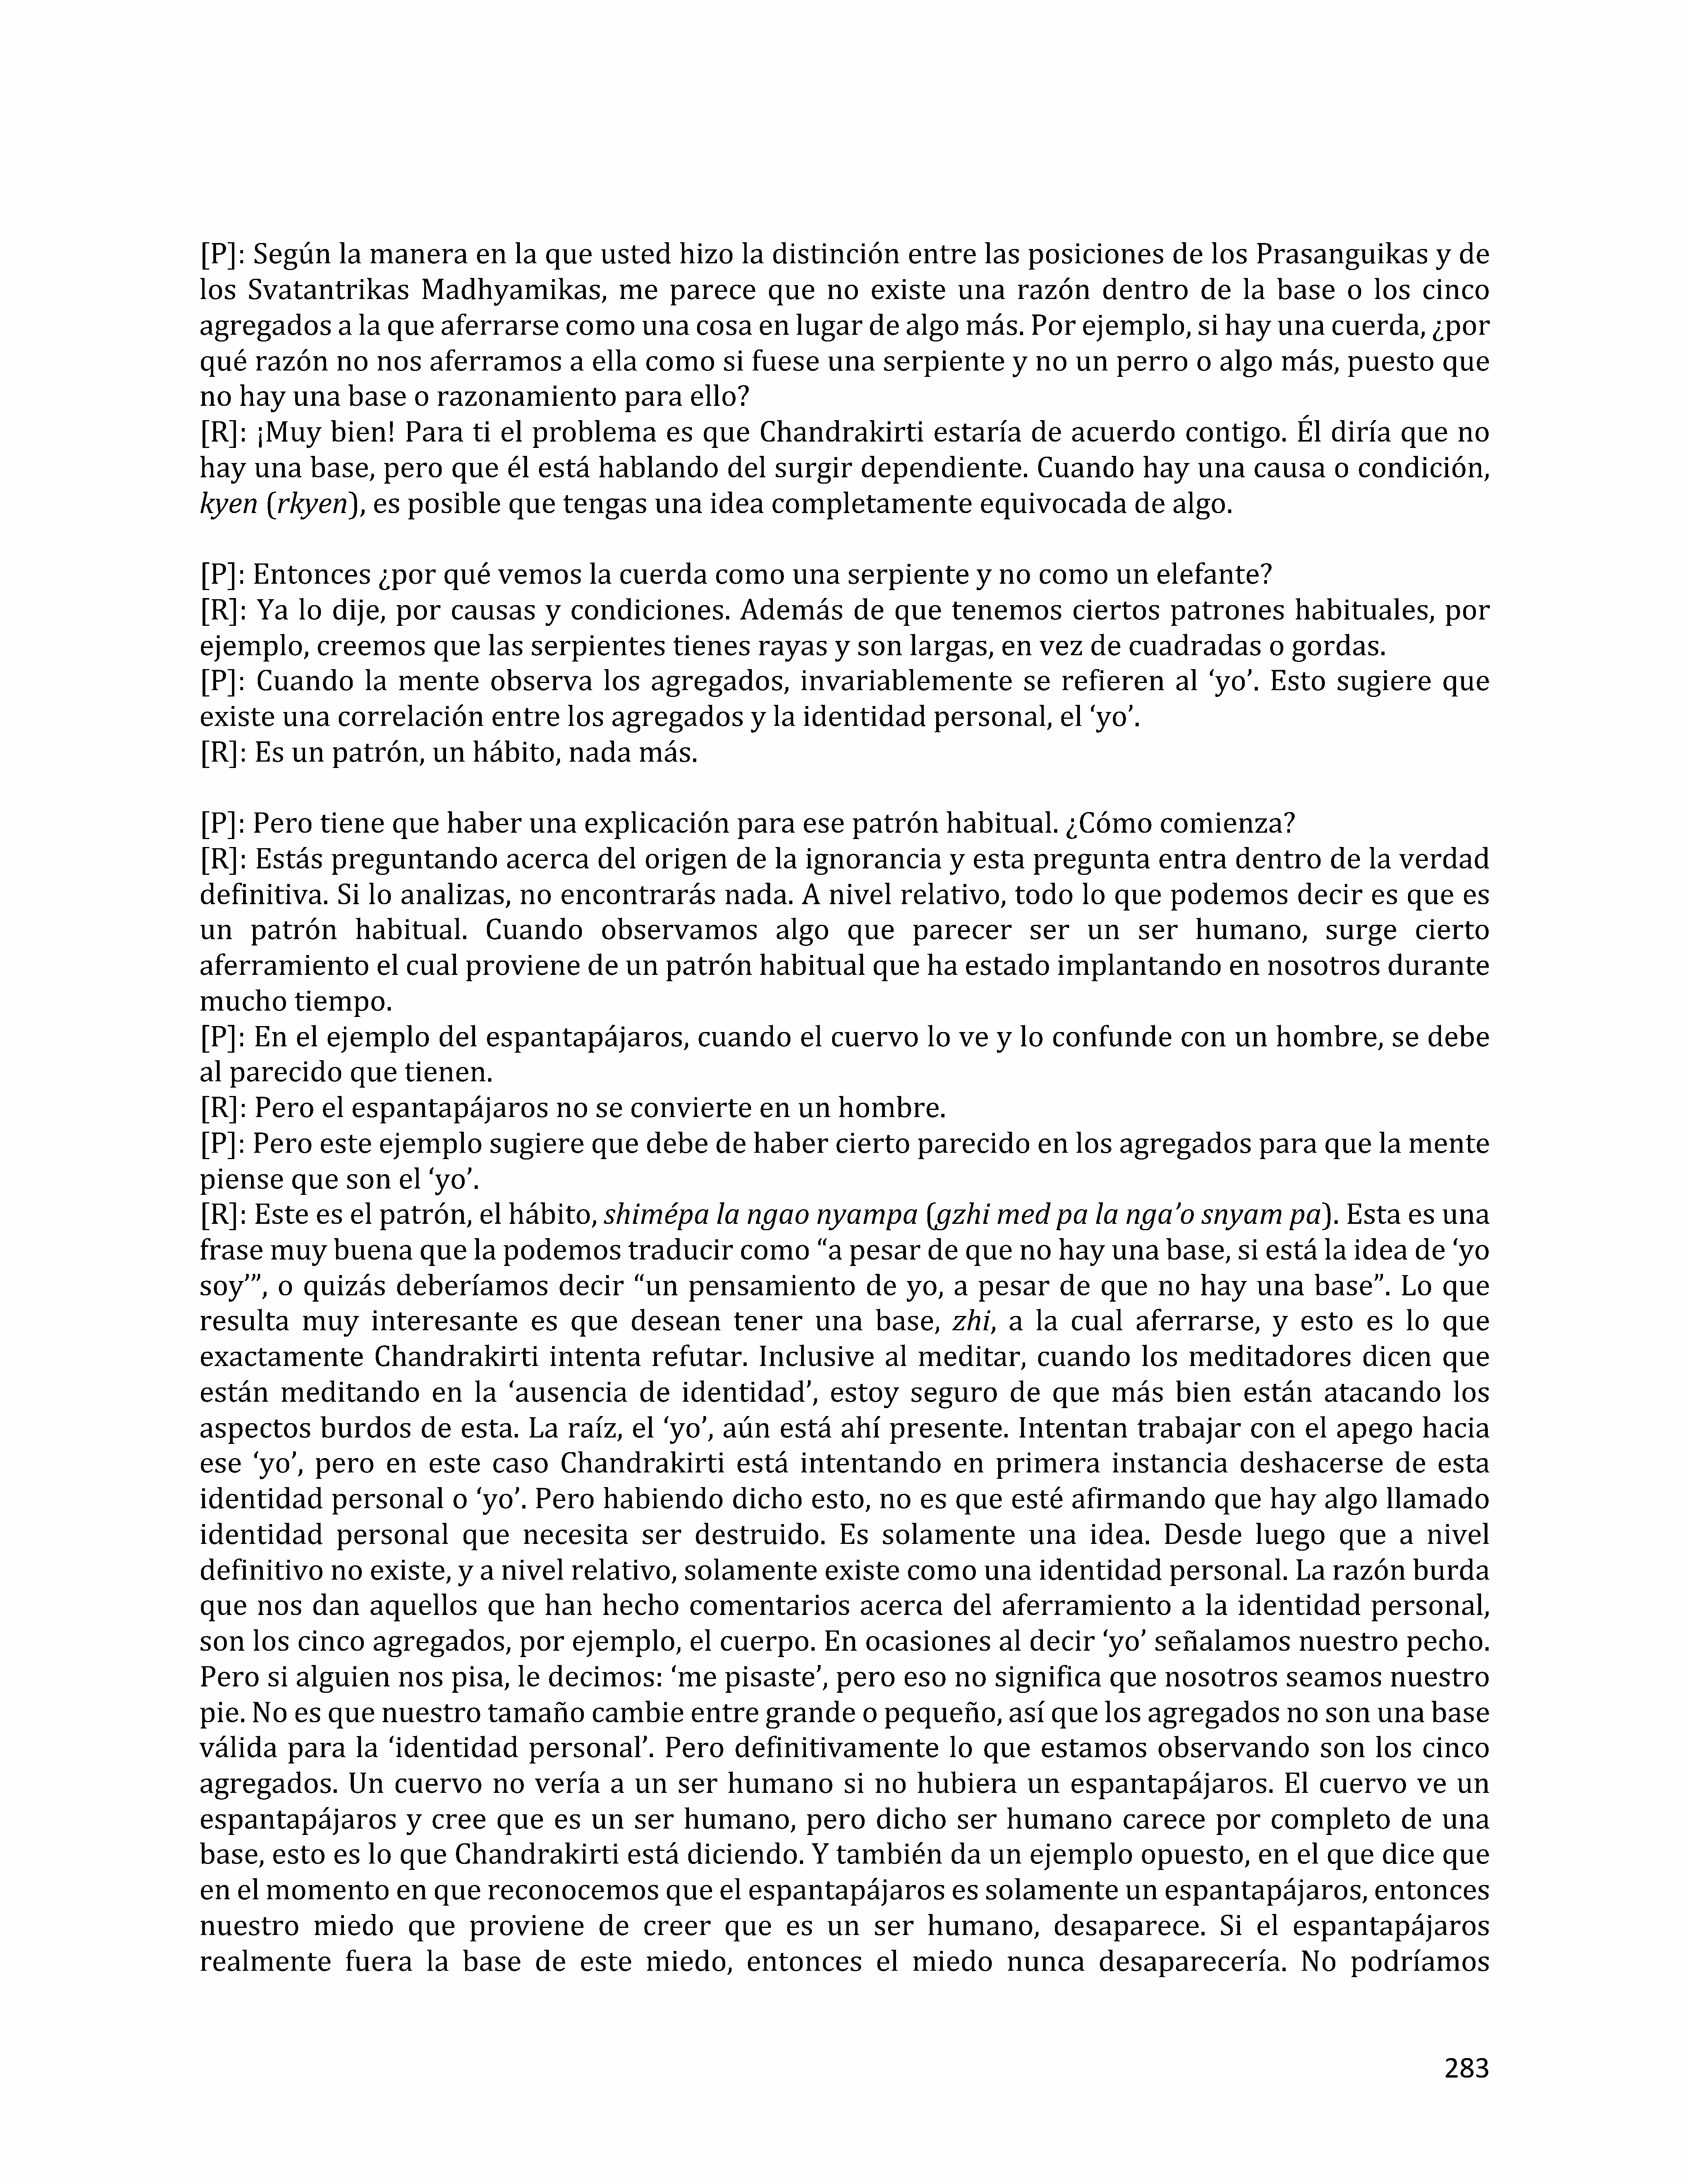 [P]: Según la manera en la que usted hizo la distinción entre las posiciones de los Prasanguikas y de
los Svatantrikas Madhyamikas, me parece que no existe una razón dentro de la base o los cinco
agregados a la que aferrarse como una cosa en lugar de algo más. Por ejemplo, si hay una cuerda, ¿por
qué razón no nos aferramos a ella como si fuese una serpiente y no un perro o algo más, puesto que
no hay una base o razonamiento para ello?
[R]: ¡Muy bien! Para ti el problema es que Chandrakirti estaría de acuerdo contigo. Él diría que no
hay una base, pero que él está hablando del surgir dependiente. Cuando hay una causa o condición,
kyen (rkyen), es posible que tengas una idea completamente equivocada de algo.
[P]: Entonces ¿por qué vemos la cuerda como una serpiente y no como un elefante?
[R]: Ya lo dije, por causas y condiciones. Además de que tenemos ciertos patrones habituales, por
ejemplo, creemos que las serpientes tienes rayas y son largas, en vez de cuadradas o gordas.
[P]: Cuando la mente observa los agregados, invariablemente se refieren al ‘yo’. Esto sugiere que
existe una correlación entre los agregados y la identidad personal, el ‘yo’.
[R]: Es un patrón, un hábito, nada más.
[P]: Pero tiene que haber una explicación para ese patrón habitual. ¿Cómo comienza?
[R]: Estás preguntando acerca del origen de la ignorancia y esta pregunta entra dentro de la verdad
definitiva. Si lo analizas, no encontrarás nada. A nivel relativo, todo lo que podemos decir es que es
un patrón habitual. Cuando observamos algo que parecer ser un ser humano, surge cierto
aferramiento el cual proviene de un patrón habitual que ha estado implantando en nosotros durante
mucho tiempo.
[P]: En el ejemplo del espantapájaros, cuando el cuervo lo ve y lo confunde con un hombre, se debe
al parecido que tienen.
[R]: Pero el espantapájaros no se convierte en un hombre.
[P]: Pero este ejemplo sugiere que debe de haber cierto parecido en los agregados para que la mente
piense que son el ‘yo’.
[R]: Este es el patrón, el hábito, shimépa la ngao nyampa (gzhi med pa la nga’o snyam pa). Esta es una
frase muy buena que la podemos traducir como “a pesar de que no hay una base, si está la idea de ‘yo
soy’”, o quizás deberíamos decir “un pensamiento de yo, a pesar de que no hay una base”. Lo que
resulta muy interesante es que desean tener una base, zhi, a la cual aferrarse, y esto es lo que
exactamente Chandrakirti intenta refutar. Inclusive al meditar, cuando los meditadores dicen que
están meditando en la ‘ausencia de identidad’, estoy seguro de que más bien están atacando los
aspectos burdos de esta. La raíz, el ‘yo’, aún está ahí presente. Intentan trabajar con el apego hacia
ese ‘yo’, pero en este caso Chandrakirti está intentando en primera instancia deshacerse de esta
identidad personal o ‘yo’. Pero habiendo dicho esto, no es que esté afirmando que hay algo llamado
identidad personal que necesita ser destruido. Es solamente una idea. Desde luego que a nivel
definitivo no existe, y a nivel relativo, solamente existe como una identidad personal. La razón burda
que nos dan aquellos que han hecho comentarios acerca del aferramiento a la identidad personal,
son los cinco agregados, por ejemplo, el cuerpo. En ocasiones al decir ‘yo’ señalamos nuestro pecho.
Pero si alguien nos pisa, le decimos: ‘me pisaste’, pero eso no significa que nosotros seamos nuestro
pie. No es que nuestro tamaño cambie entre grande o pequeño, así que los agregados no son una base
válida para la ‘identidad personal’. Pero definitivamente lo que estamos observando son los cinco
agregados. Un cuervo no vería a un ser humano si no hubiera un espantapájaros. El cuervo ve un
espantapájaros y cree que es un ser humano, pero dicho ser humano carece por completo de una
base, esto es lo que Chandrakirti está diciendo. Y también da un ejemplo opuesto, en el que dice que
en el momento en que reconocemos que el espantapájaros es solamente un espantapájaros, entonces
nuestro miedo que proviene de creer que es un ser humano, desaparece. Si el espantapájaros
realmente fuera la base de este miedo, entonces el miedo nunca desaparecería. No podríamos
283